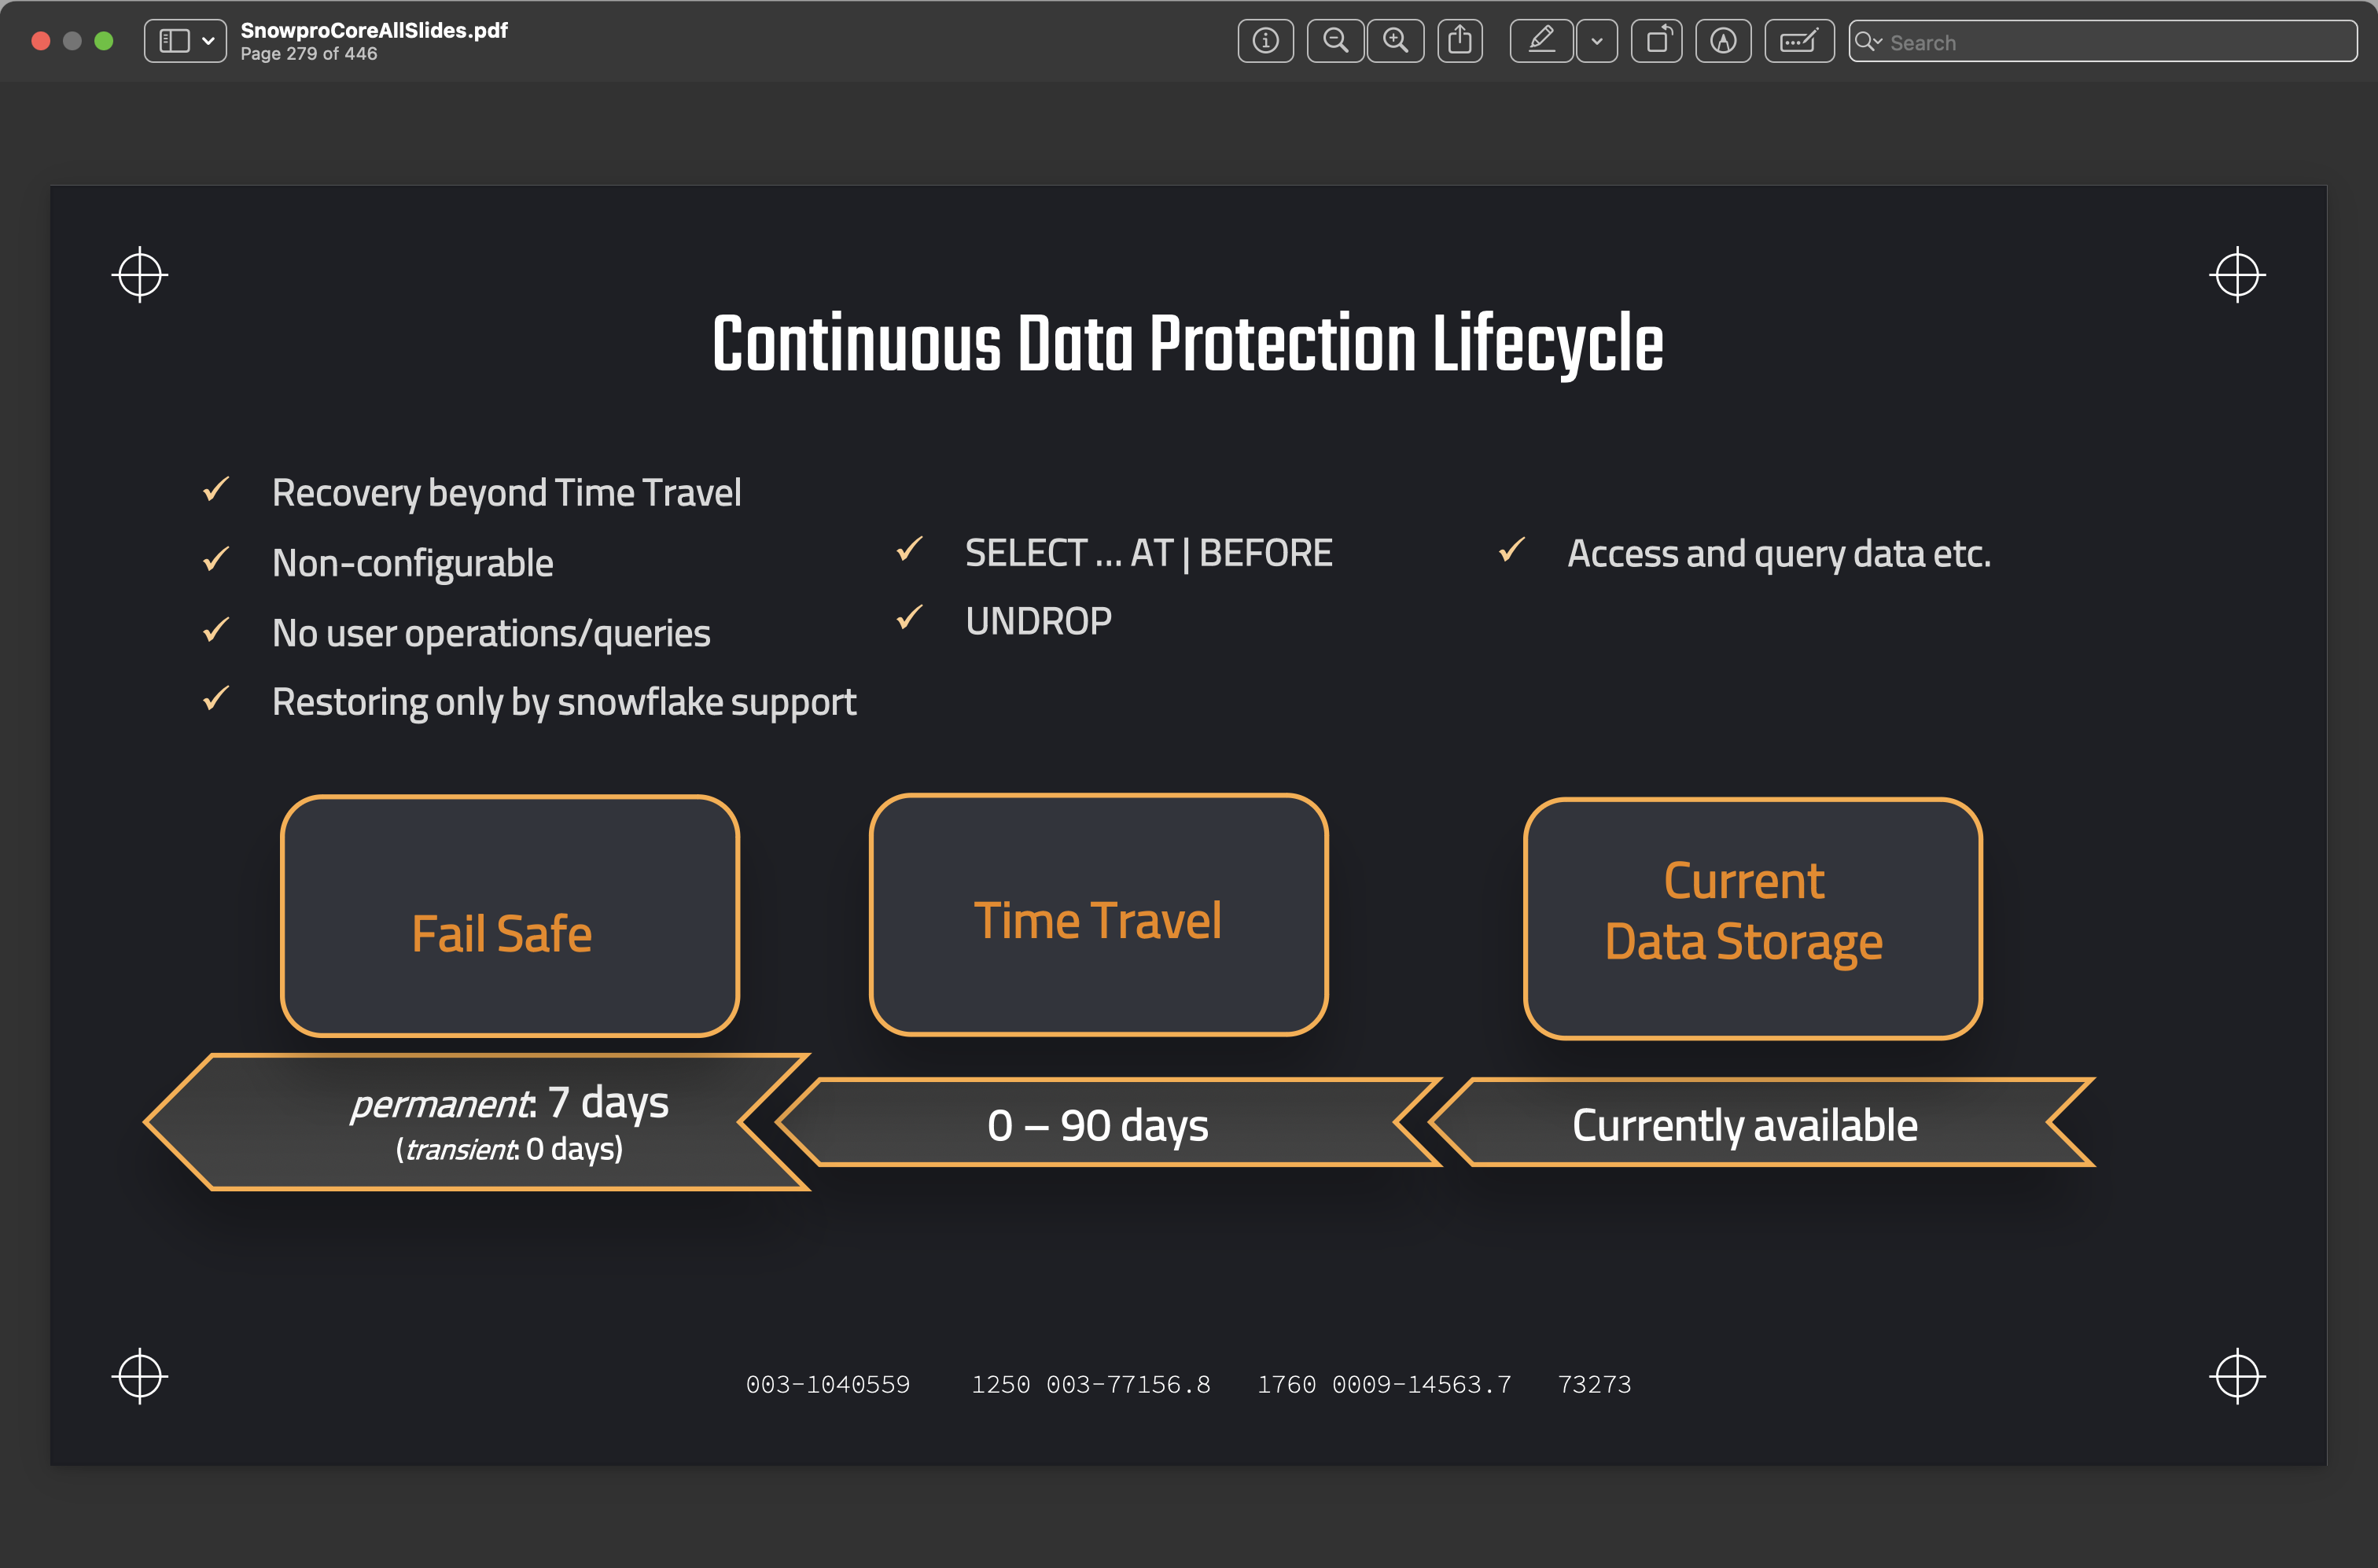 SnowproCoreAllSlides.pdf
Page 279 of 446
Search
Continuous Data Protection Lifecycle
Recovery beyond Time Travel
Non-configurable
No user operations/queries
Restoring only by snowflake support
SELECT ... AT | BEFORE
UNDROP
Access and query data etc.
Fail Safe
Time Travel
Current
Data Storage
permanent: 7 days
(transient: 0 days)
0 – 90 days
Currently available
003-1040559 1250 003-77156.8 1760 0009-14563.7 73273